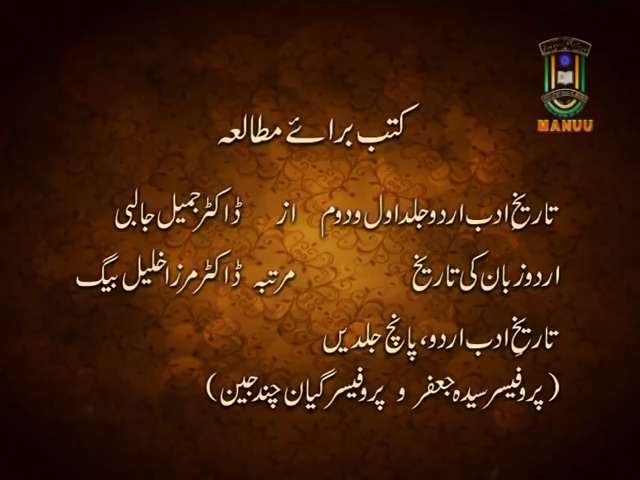 MANUU
کتب برائے مطالعہ
تاریخِ ادب اردو جلد اول و دوم از ڈاکٹر جمیل جالبی
اردو زبان کی تاریخ مرتبہ ڈاکٹر مرزا خلیل بیگ
تاریخِ ادب اردو، پانچ جلدیں
(پروفیسر سیدہ جعفر و پروفیسر گیان چند جین)